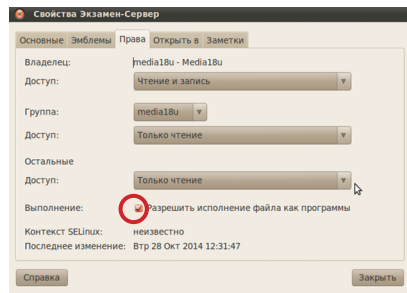 Свойства Экзамен-Сервер
Основные Эмблемы Права Открыть в Заметки
Владелец: media18u - Media18u
Доступ: Чтение и запись
Группа: media18u
Доступ: Только чтение
Остальные
Доступ: Только чтение
Выполнение: Разрешить исполнение файла как программы
Контекст SELinux: неизвестно
Последнее изменение: Втр 28 Окт 2014 12:31:47
Справка Закрыть